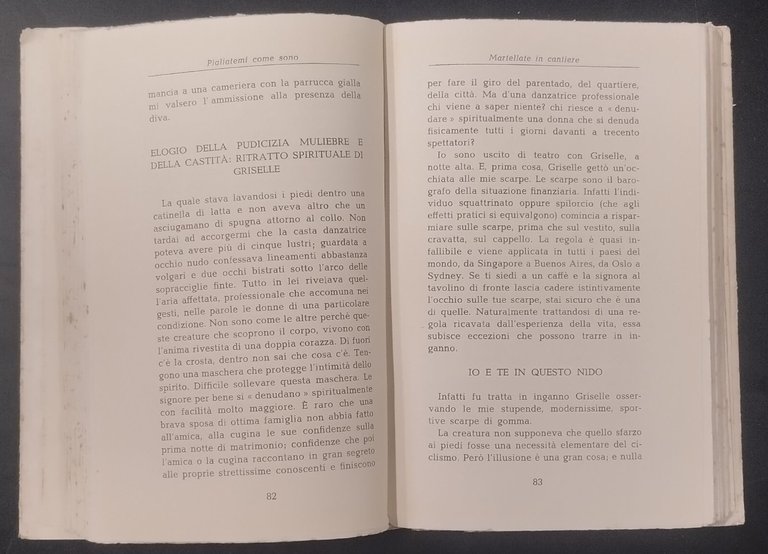 Pialiatemi come sono
mancia a una cameriera con la parrucca gialla
mi valsero l'ammissione alla presenza della
diva.
ELOGIO DELLA PUDICIZIA MULIEBRE E
DELLA CASTITÀ: RITRATTO SPIRITUALE DI
GRISELLE
La quale stava lavandosi i piedi dentro una
catinella di latta e non aveva altro che un
asciugamano di spugna attorno al collo. Non
tardai ad accorgermi che la casta danzatrice
poteva avere più di cinque lustri; guardata a
occhio nudo confessava lineamenti abbastanza
volgari e due occhi bistrati sotto l'arco delle
sopracciglie finte. Tutto in lei rivelava quel-
l'aria affettata, professionale che accomuna nei
gesti, nelle parole le donne di una particolare
condizione. Non sono come le altre perché que-
ste creature che scoprono il corpo, vivono con
l'anima rivestita di una doppia corazza. Di fuori
c'è la crosta, dentro non sai che cosa c'è. Ten-
gono una maschera che protegge l'intimità dello
spirito. Difficile sollevare questa maschera. Le
signore per bene si « denudano » spiritualmente
con facilità molto maggiore. È raro che una
brava sposa di ottima famiglia non abbia fatto
all'amica, alla cugina le sue confidenze sulla
prima notte di matrimonio; confidenze che poi
l'amica o la cugina raccontano in gran segreto
alle proprie strettissime conoscenti e finiscono
82
Martellate in cantiere
per fare il giro del parentado, del quartiere,
della città. Ma d'una danzatrice professionale
chi viene a saper niente? chi riesce a « denu-
dare » spiritualmente una donna che si denuda
fisicamente tutti i giorni davanti a trecento
spettatori?
Io sono uscito di teatro con Griselle, a
notte alta. E, prima cosa, Griselle gettò un'oc-
chiata alle mie scarpe. Le scarpe sono il baro-
grafo della situazione finanziaria. Infatti l'indi-
viduo squattrinato oppure spilorcio (che agli
effetti pratici si equivalgono) comincia a rispar-
miare sulle scarpe, prima che sul vestito, sulla
cravatta, sul cappello. La regola è quasi in-
fallibile e viene applicata in tutti i paesi del
mondo, da Singapore a Buenos Aires, da Oslo a
Sydney. Se ti siedi a un caffè e la signora al
tavolino di fronte lascia cadere istintivamente
l'occhio sulle tue scarpe, stai sicuro che è una
di quelle. Naturalmente trattandosi di una re-
gola ricavata dall'esperienza della vita, essa
subisce eccezioni che possono trarre in in-
ganno.
IO E TE IN QUESTO NIDO
Infatti fu tratta in inganno Griselle osser-
vando le mie stupende, modernissime, spor-
tive scarpe di gomma.
La creatura non supponeva che quello sfarzo
ai piedi fosse una necessità elementare del ci-
clismo. Però l'illusione è una gran cosa; e nulla
83